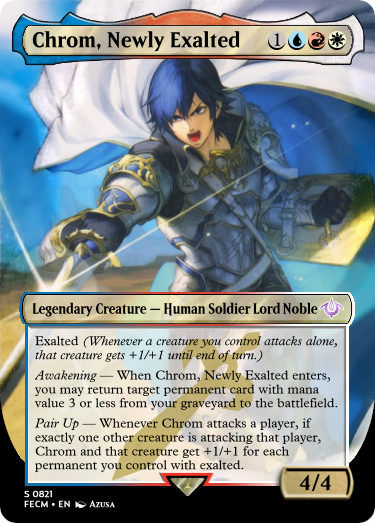 Chrom, Newly Exalted 1
Legendary Creature — Human Soldier Lord Noble
Exalted (Whenever a creature you control attacks alone,
that creature gets +1/+1 until end of turn.)
Awakening — When Chrom, Newly Exalted enters,
you may return target permanent card with mana
value 3 or less from your graveyard to the battlefield.
Pair Up — Whenever Chrom attacks a player, if
exactly one other creature is attacking that player,
Chrom and that creature get +1/+1 for each
permanent you control with exalted.
4/4
S 0821
FECM • EN Azusa